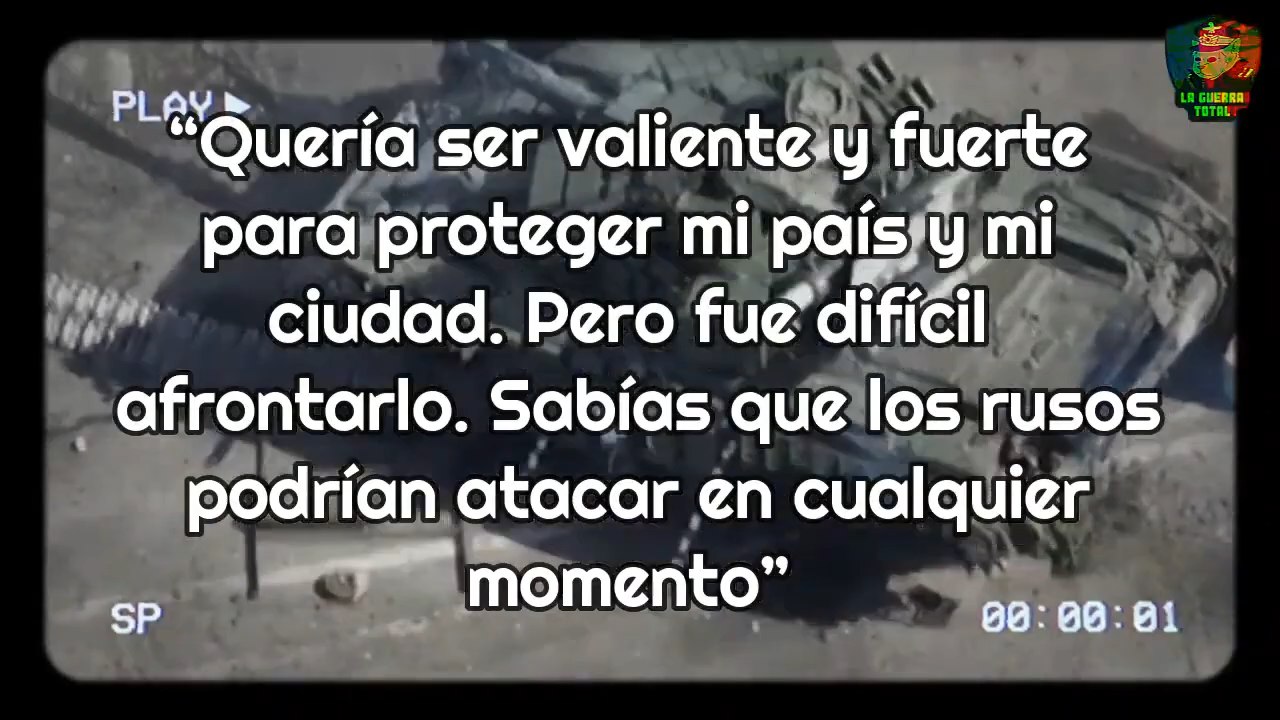 LA GUERRA
TOTAL
PLAY
“Quería ser valiente y fuerte
para proteger mi país y mi
ciudad. Pero fue difícil
afrontarlo. Sabías que los rusos
podrían atacar en cualquier
momento”
SP
00:00:01